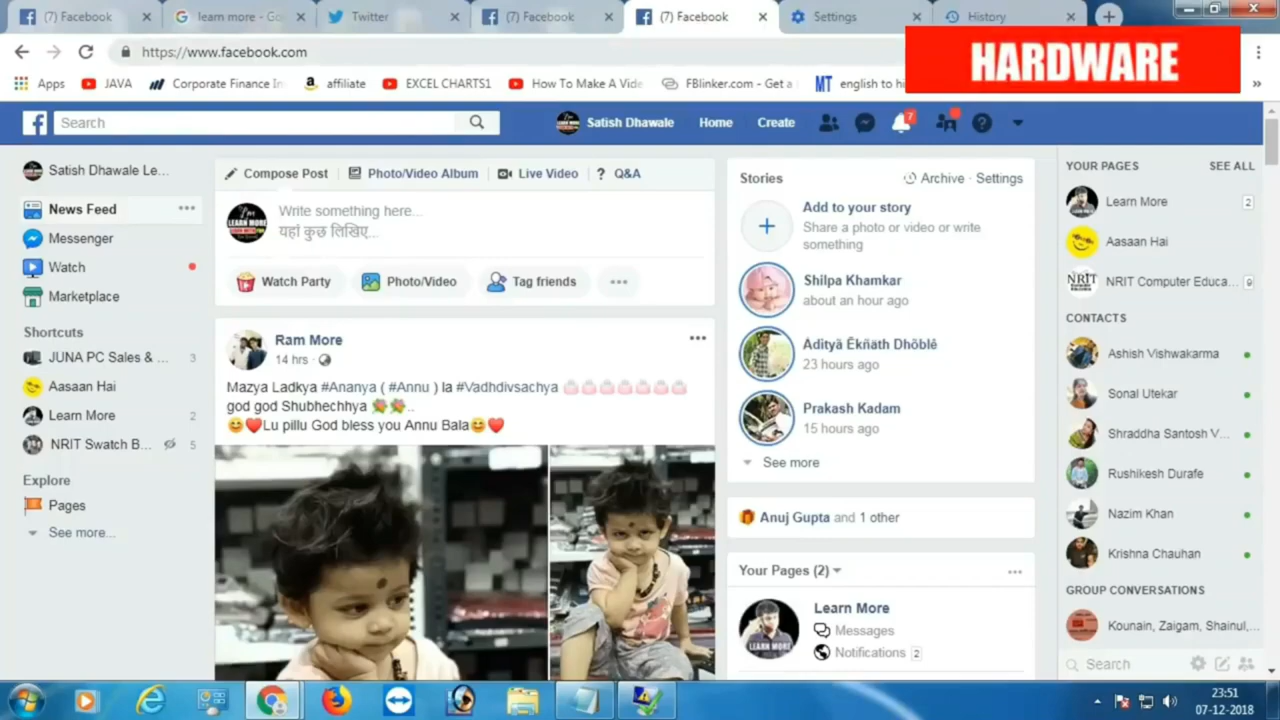 (7) Facebook
learn more - Go
Twitter
(7) Facebook
(7) Facebook
Settings
History
https://www.facebook.com
HARDWARE
Apps
JAVA
Corporate Finance In
affiliate
EXCEL CHARTS1
How To Make A Vide
FBlinker.com - Get a
MT english to hi
Search
Satish Dhawale
Home
Create
7
Satish Dhawale Le...
News Feed
Messenger
Watch
Marketplace
Shortcuts
JUNA PC Sales & ... 3
Aasaan Hai
Learn More 2
NRIT Swatch B... 5
Explore
Pages
See more...
Compose Post
Photo/Video Album
Live Video
? Q&A
Write something here...
यहां कुछ लिखिए...
Watch Party
Photo/Video
Tag friends
Ram More
14 hrs ·
Mazya Ladkya #Ananya ( #Annu ) la #Vadhdivsachya 🎂🎂🎂🎂🎂🎂🎂
god god Shubhechhya 💐💐..
😊❤️Lu pillu God bless you Annu Bala😊❤️
Stories
Archive · Settings
Add to your story
Share a photo or video or write
something
Shilpa Khamkar
about an hour ago
Àdityä Ëkñäth Dhöblê
23 hours ago
Prakash Kadam
15 hours ago
See more
Anuj Gupta and 1 other
Your Pages (2)
Learn More
LEARN MORE
Messages
Notifications 2
YOUR PAGES
SEE ALL
Learn More 2
Aasaan Hai
NRIT
NRIT Computer Educa... 9
CONTACTS
Ashish Vishwakarma
Sonal Utekar
Shraddha Santosh V...
Rushikesh Durafe
Nazim Khan
Krishna Chauhan
GROUP CONVERSATIONS
Kounain, Zaigam, Shainul,...
Search
23:51
07-12-2018